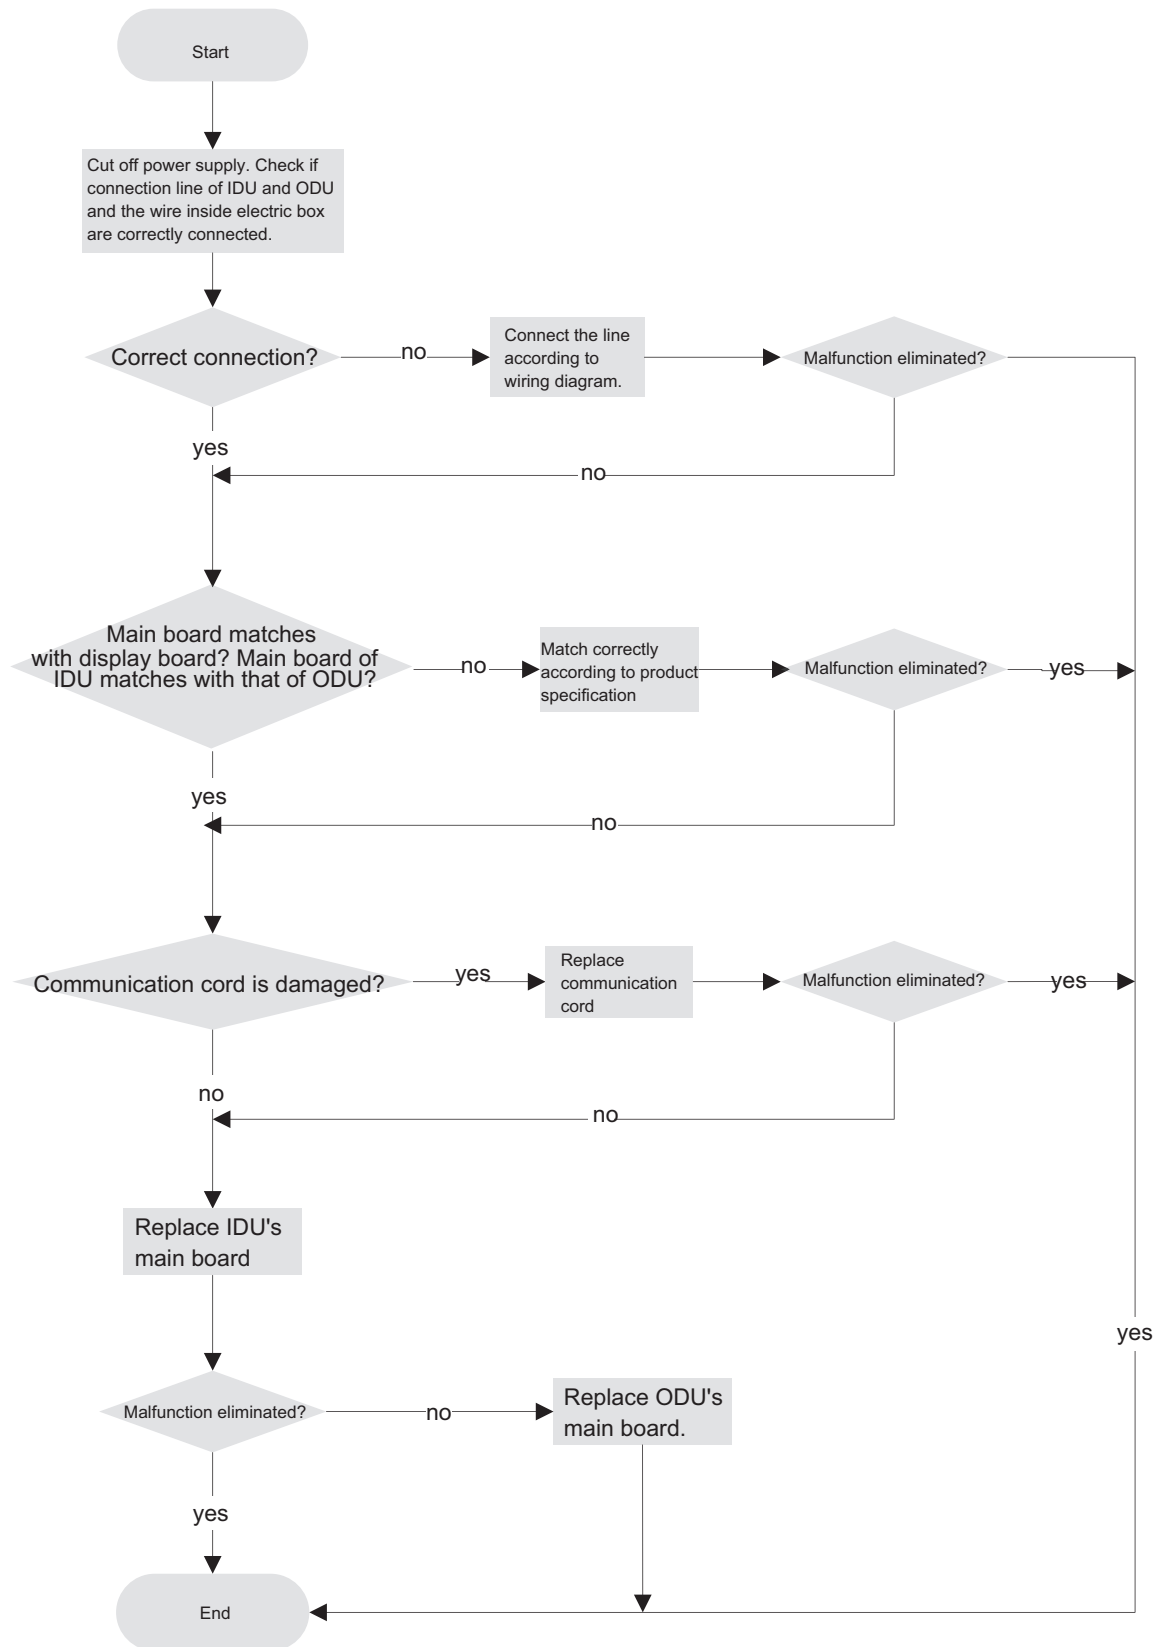 Start
Cut off power supply. Check if
connection line of IDU and ODU
and the wire inside electric box
are correctly connected.
Correct connection?
no
Connect the line
according to
wiring diagram.
Malfunction eliminated?
yes
no
Main board matches
with display board? Main board of
IDU matches with that of ODU?
no
Match correctly
according to product
specification
Malfunction eliminated?
yes
yes
no
Communication cord is damaged?
yes
Replace
communication
cord
Malfunction eliminated?
yes
no
no
Replace IDU's
main board
yes
Malfunction eliminated?
no
Replace ODU's
main board.
yes
End